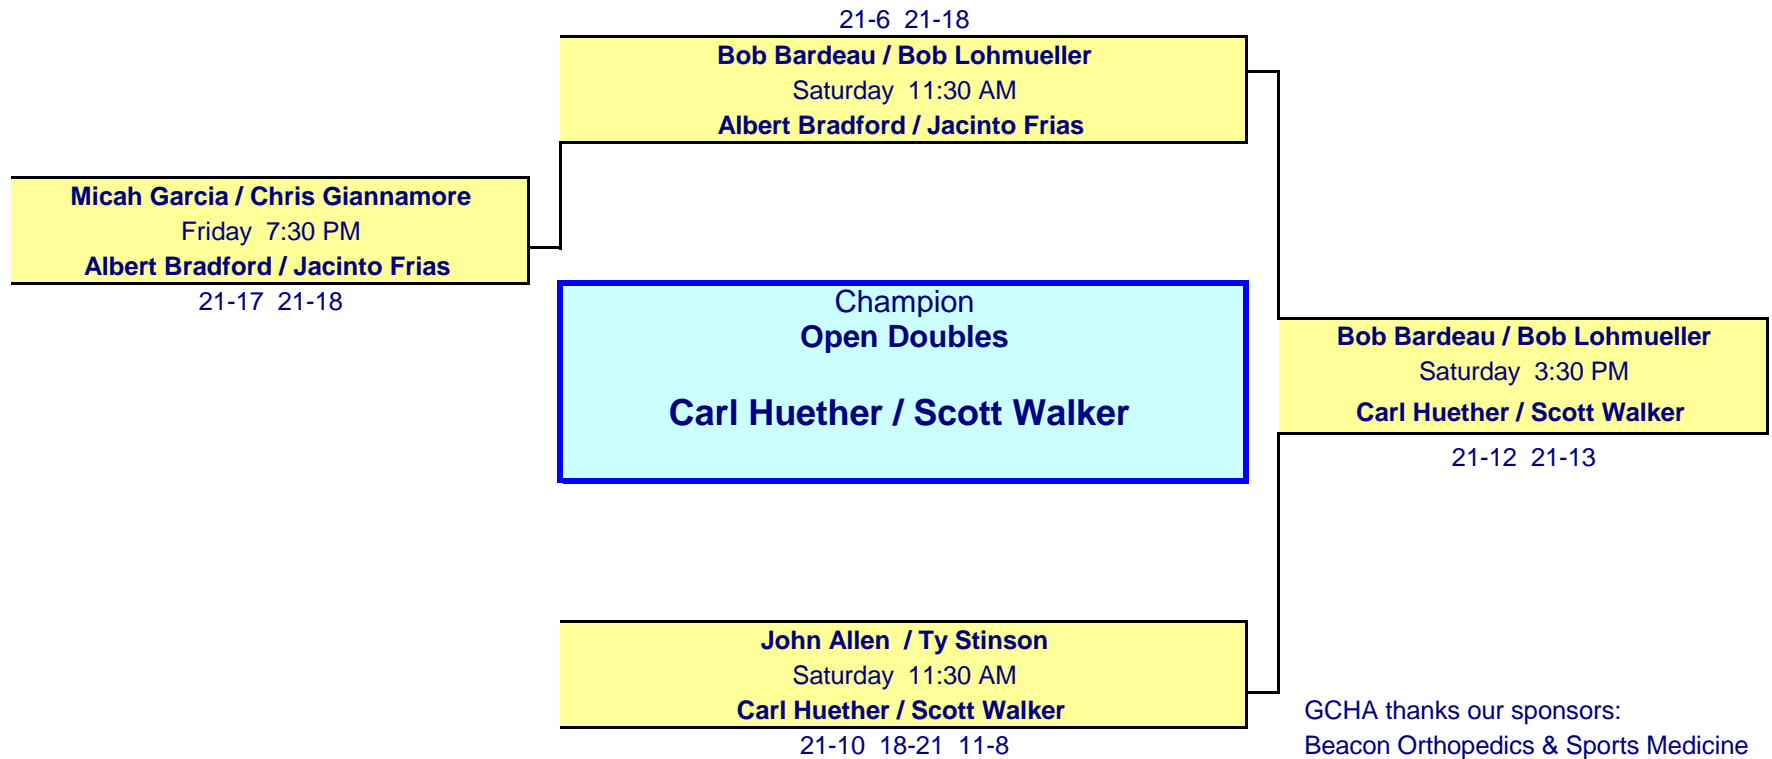 21-6 21-18
Bob Bardeau / Bob Lohmueller
Saturday 11:30 AM
Albert Bradford / Jacinto Frias
Micah Garcia / Chris Giannamore
Friday 7:30 PM
Albert Bradford / Jacinto Frias
21-17 21-18
Champion
Open Doubles
Carl Huether / Scott Walker
Bob Bardeau / Bob Lohmueller
Saturday 3:30 PM
Carl Huether / Scott Walker
21-12 21-13
John Allen / Ty Stinson
Saturday 11:30 AM
Carl Huether / Scott Walker
21-10 18-21 11-8
GCHA thanks our sponsors:
Beacon Orthopedics & Sports Medicine